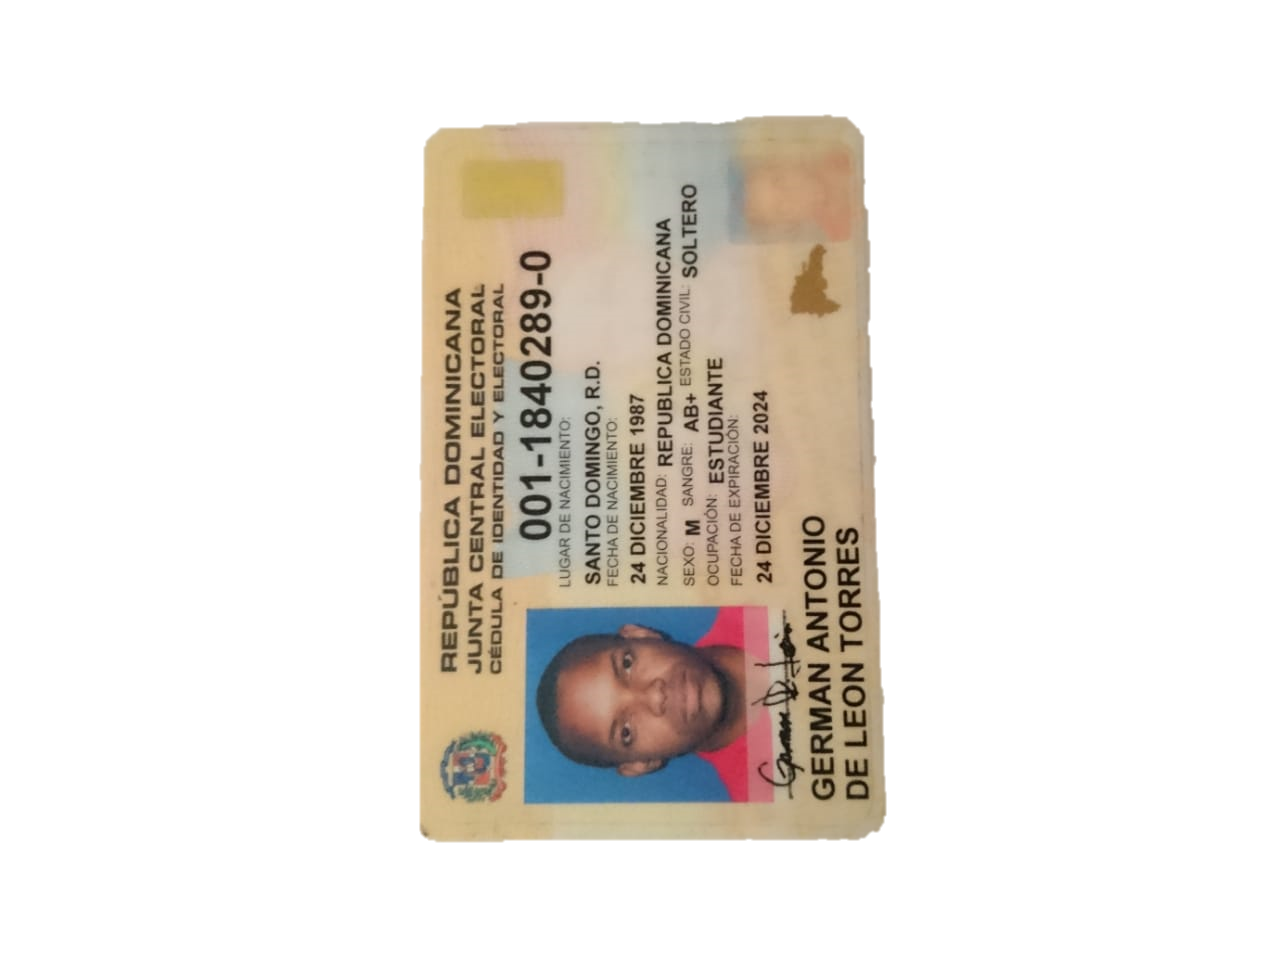 REPÚBLICA DOMINICANA
JUNTA CENTRAL ELECTORAL
CÉDULA DE IDENTIDAD Y ELECTORAL
001-1840289-0
LUGAR DE NACIMIENTO:
SANTO DOMINGO, R.D.
FECHA DE NACIMIENTO:
24 DICIEMBRE 1987
NACIONALIDAD: REPUBLICA DOMINICANA
SEXO: M SANGRE: AB+ ESTADO CIVIL: SOLTERO
OCUPACIÓN: ESTUDIANTE
FECHA DE EXPIRACIÓN:
24 DICIEMBRE 2024
German D. León
GERMAN ANTONIO
DE LEON TORRES